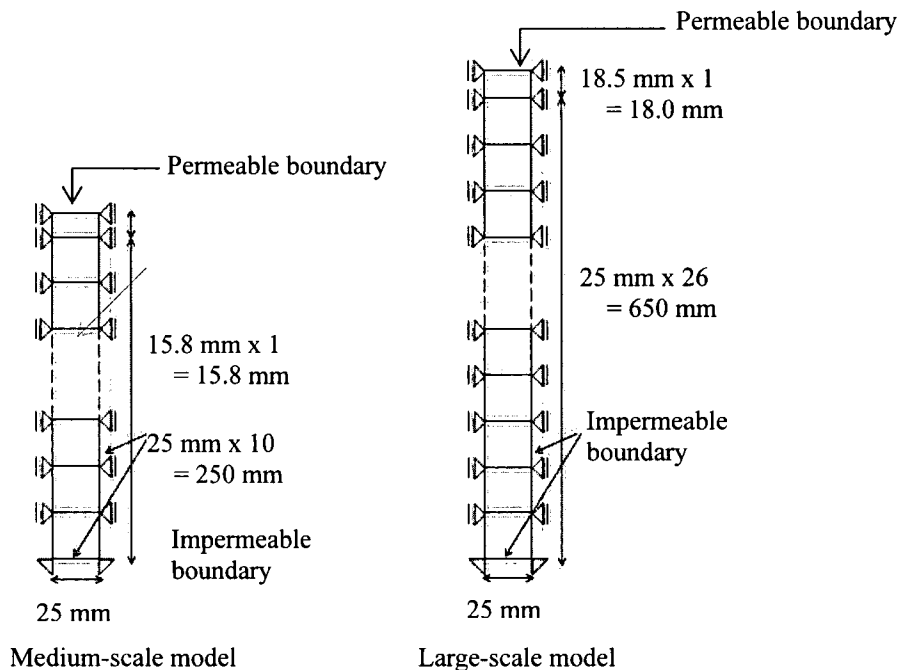 Permeable boundary
18.5 mm x 1
= 18.0 mm
Permeable boundary
25 mm x 26
= 650 mm
15.8 mm x 1
= 15.8 mm
Impermeable
boundary
25 mm x 10
= 250 mm
Impermeable
boundary
25 mm
25 mm
Medium-scale model
Large-scale model